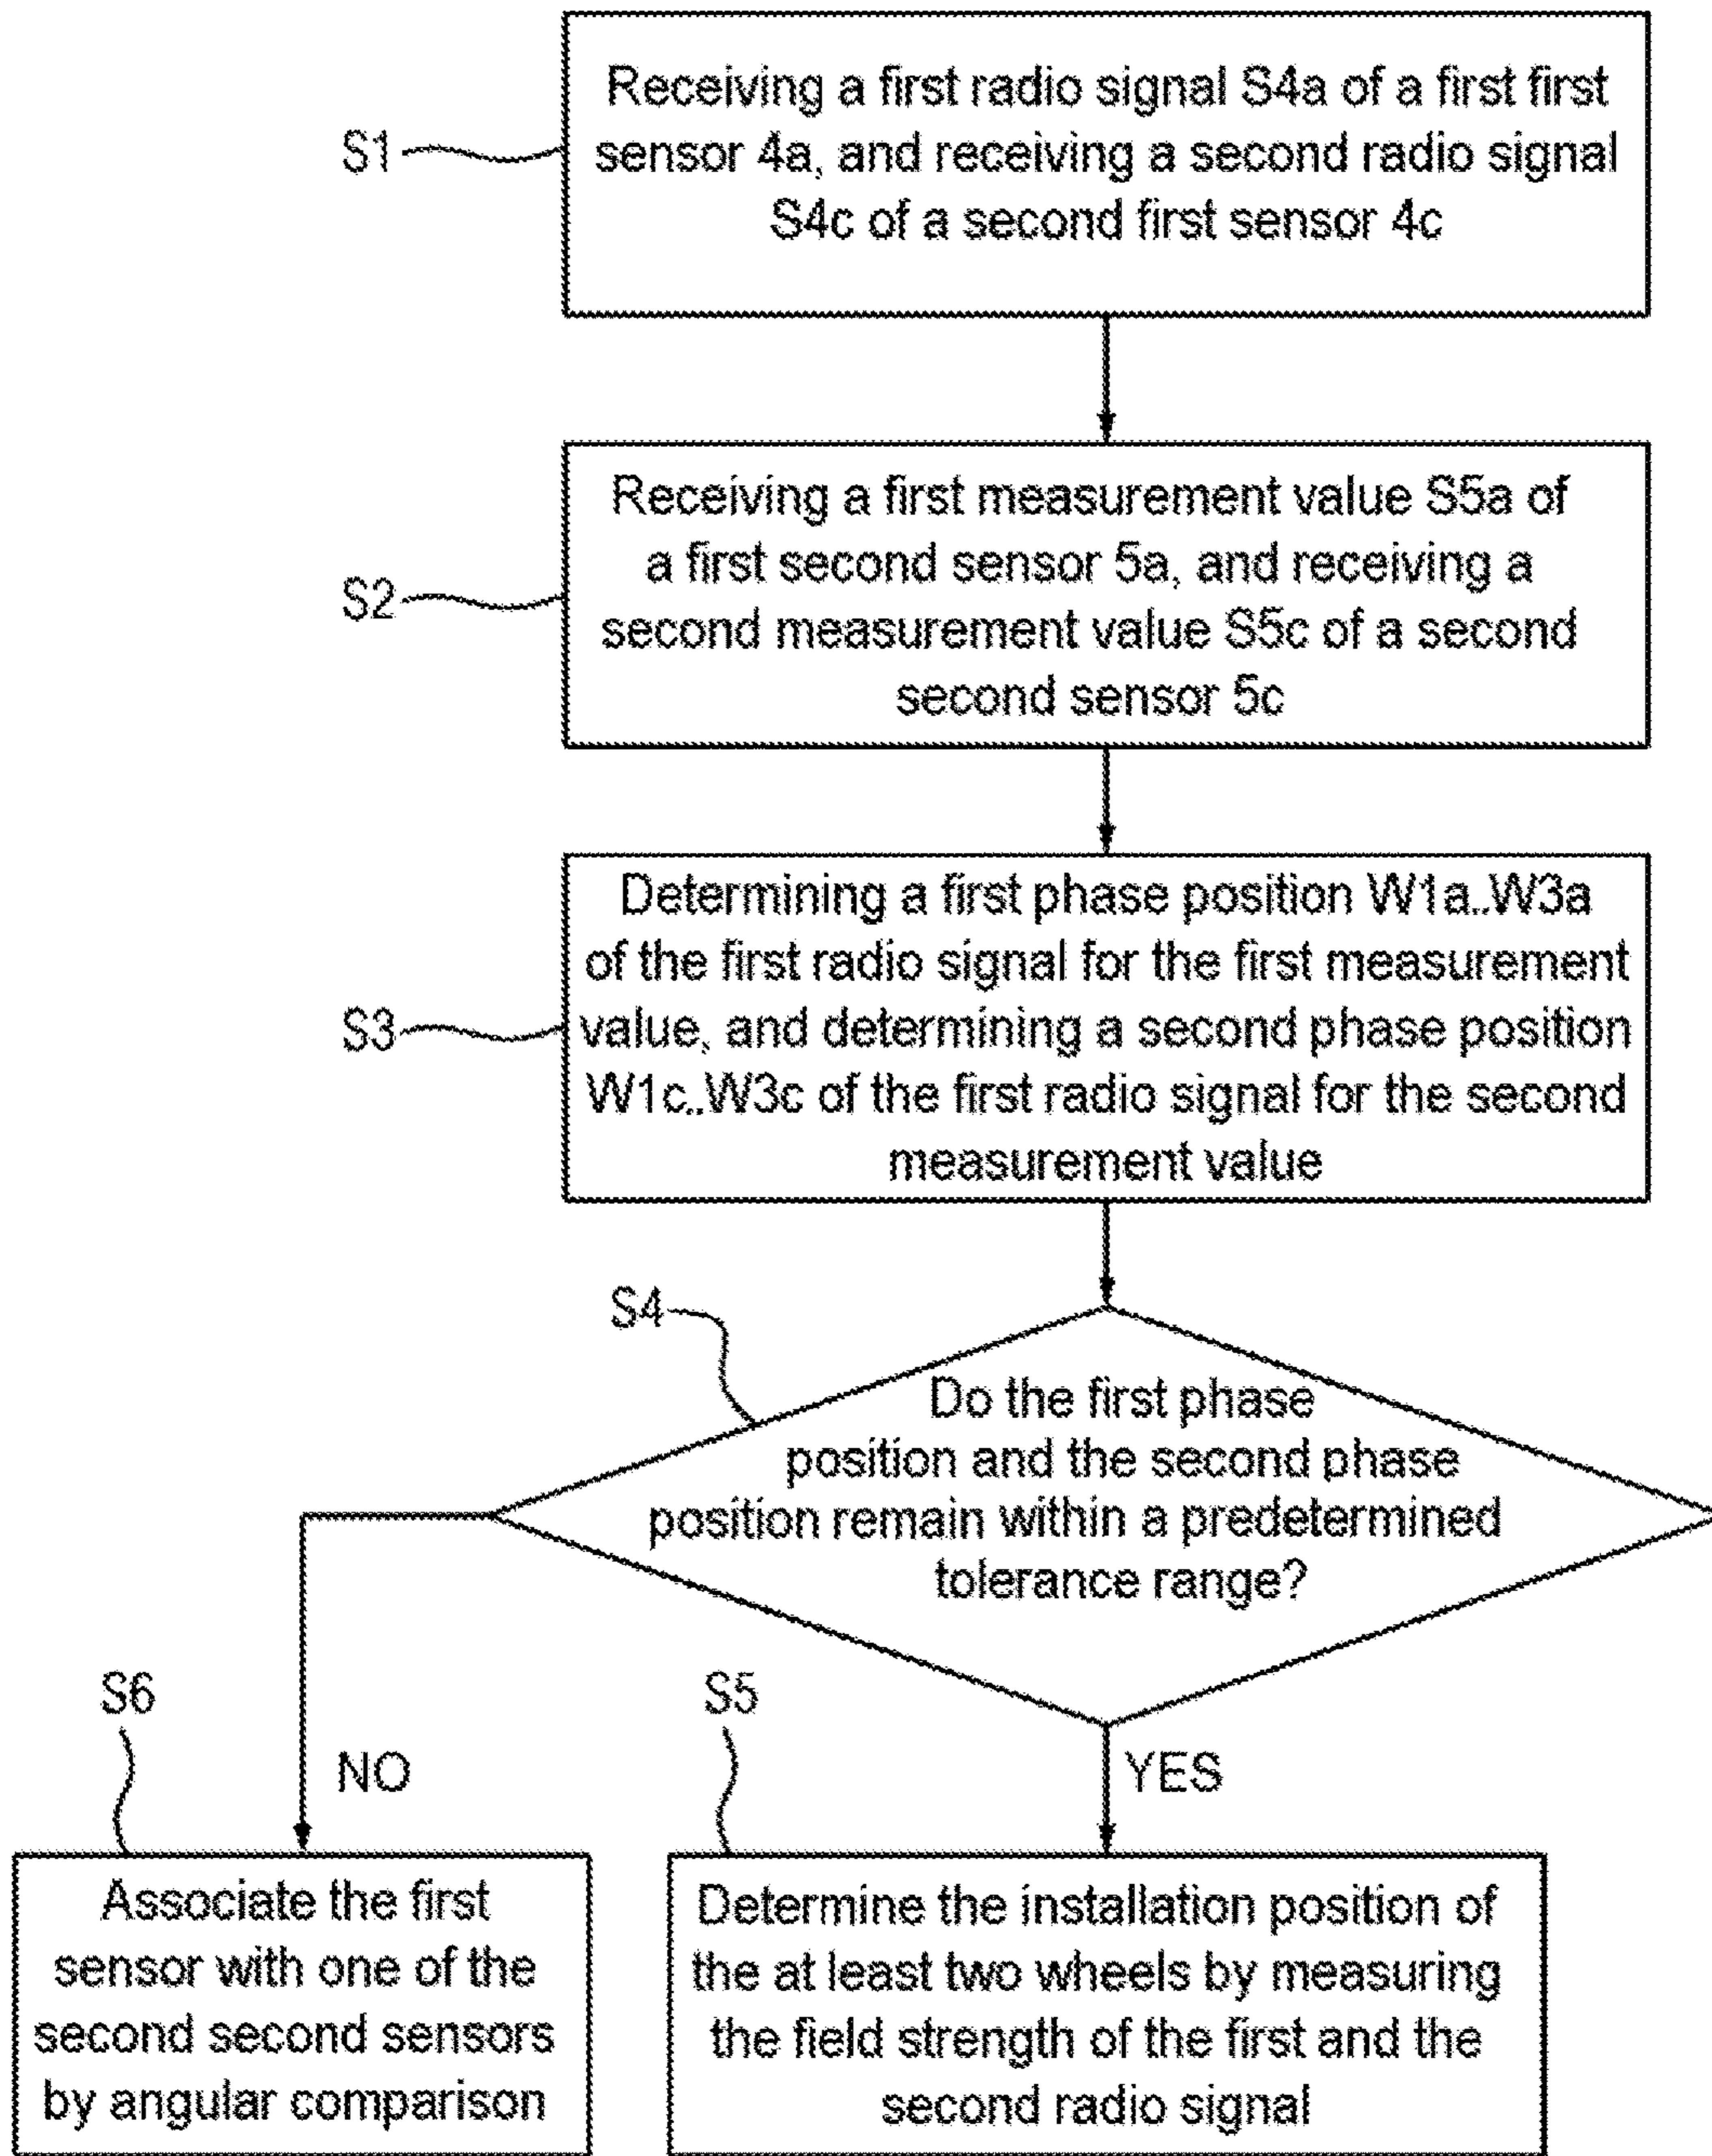 S1
Receiving a first radio signal S4a of a first first
sensor 4a, and receiving a second radio signal
S4c of a second first sensor 4c
S2
Receiving a first measurement value S5a of
a first second sensor 5a, and receiving a
second measurement value S5c of a second
second sensor 5c
S3
Determining a first phase position W1a..W3a
of the first radio signal for the first measurement
value, and determining a second phase position
W1c..W3c of the first radio signal for the second
measurement value
S4
Do the first phase
position and the second phase
position remain within a predetermined
tolerance range?
S6
NO
Associate the first
sensor with one of the
second second sensors
by angular comparison
S5
YES
Determine the installation position of
the at least two wheels by measuring
the field strength of the first and the
second radio signal